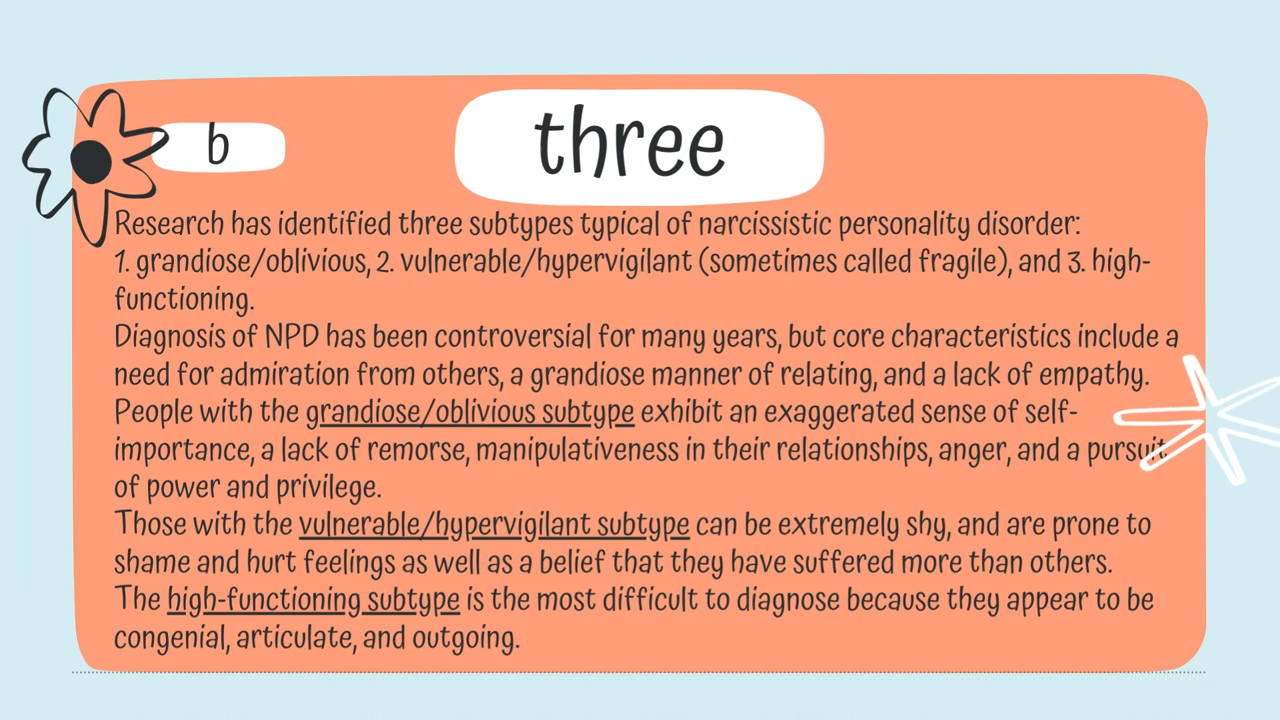 b
three
Research has identified three subtypes typical of narcissistic personality disorder:
1. grandiose/oblivious, 2. vulnerable/hypervigilant (sometimes called fragile), and 3. high-
functioning.
Diagnosis of NPD has been controversial for many years, but core characteristics include a
need for admiration from others, a grandiose manner of relating, and a lack of empathy.
People with the grandiose/oblivious subtype exhibit an exaggerated sense of self-
importance, a lack of remorse, manipulativeness in their relationships, anger, and a pursuit
of power and privilege.
Those with the vulnerable/hypervigilant subtype can be extremely shy, and are prone to
shame and hurt feelings as well as a belief that they have suffered more than others.
The high-functioning subtype is the most difficult to diagnose because they appear to be
congenial, articulate, and outgoing.